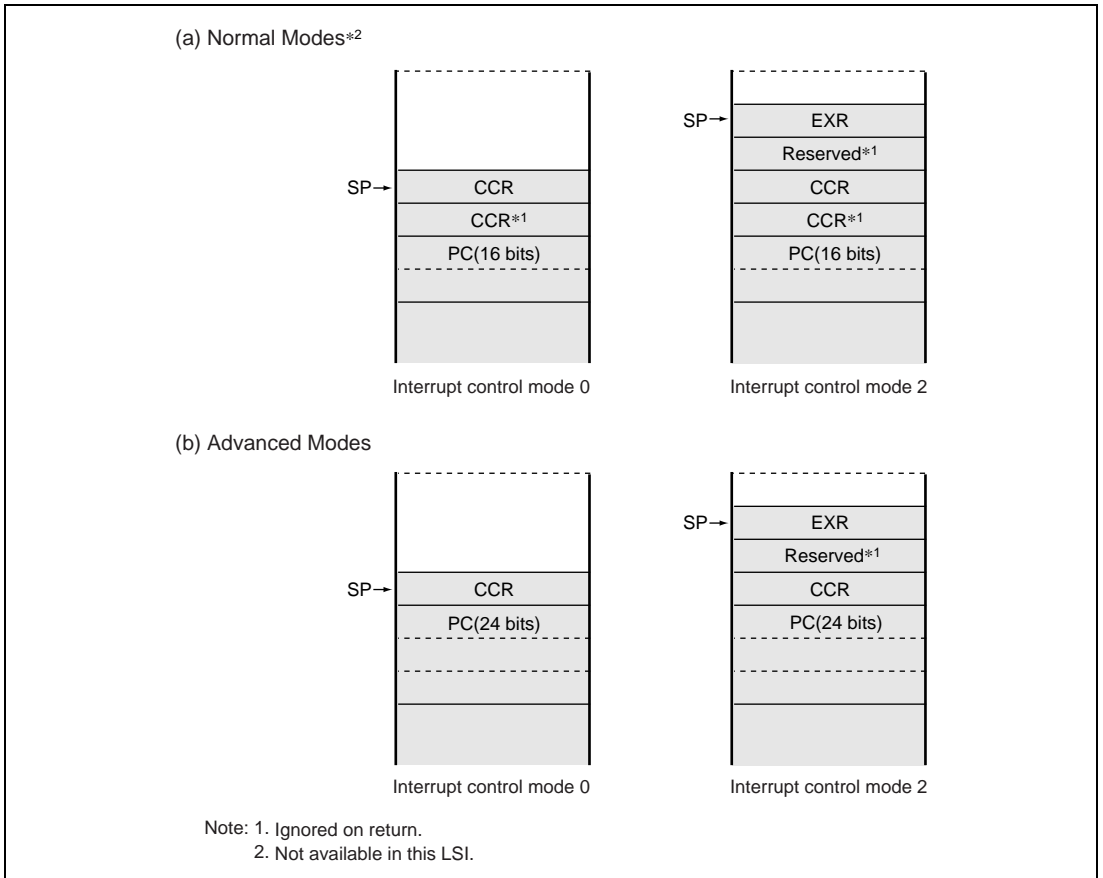 (a) Normal Modes*2
SP→ CCR
CCR*1
PC(16 bits)
Interrupt control mode 0
SP→ EXR
Reserved*1
CCR
CCR*1
PC(16 bits)
Interrupt control mode 2
(b) Advanced Modes
SP→ CCR
PC(24 bits)
Interrupt control mode 0
SP→ EXR
Reserved*1
CCR
PC(24 bits)
Interrupt control mode 2
Note: 1. Ignored on return.
2. Not available in this LSI.